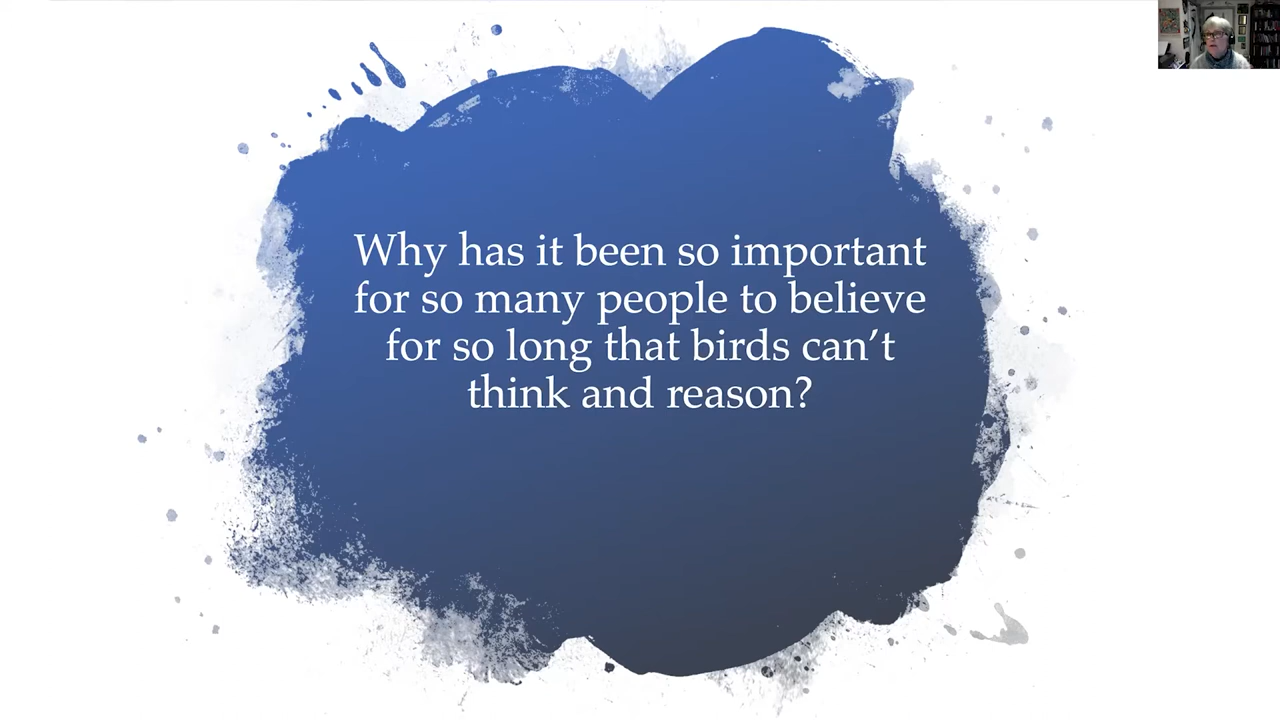 Why has it been so important
for so many people to believe
for so long that birds can’t
think and reason?